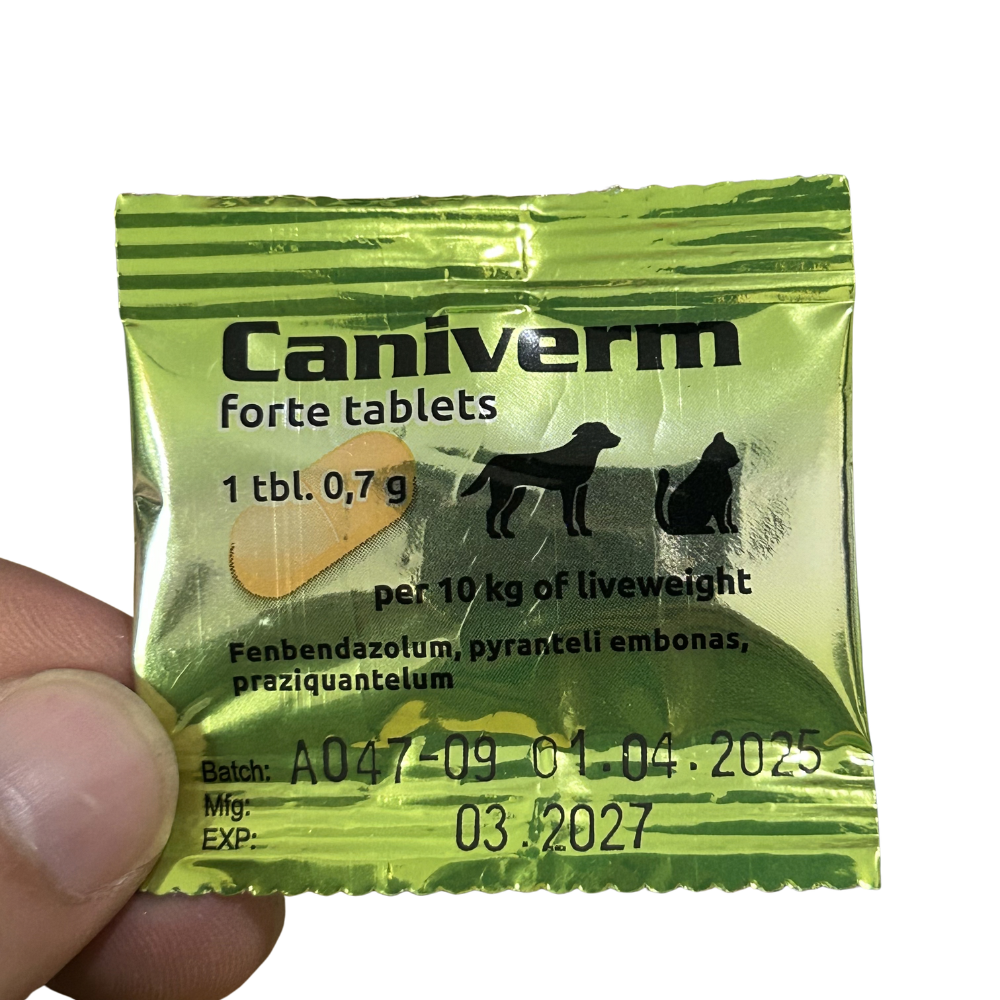 Caniverm
forte tablets
1 tbl. 0,7 g
per 10 kg of liveweight
Fenbendazolum, pyranteli embonas,
praziquantelum
Batch: A047-09 01.04.2025
Mfg:
EXP: 03.2027